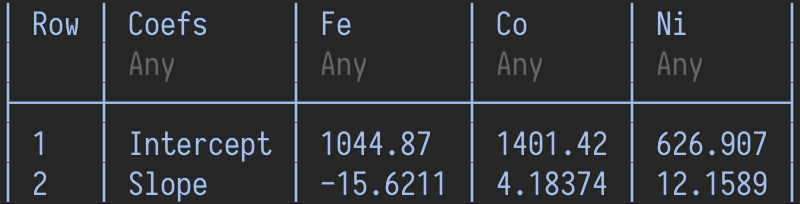 Row Coefs Fe Co Ni
Any Any Any Any
1 Intercept 1044.87 1401.42 626.907
2 Slope -15.6211 4.18374 12.1589